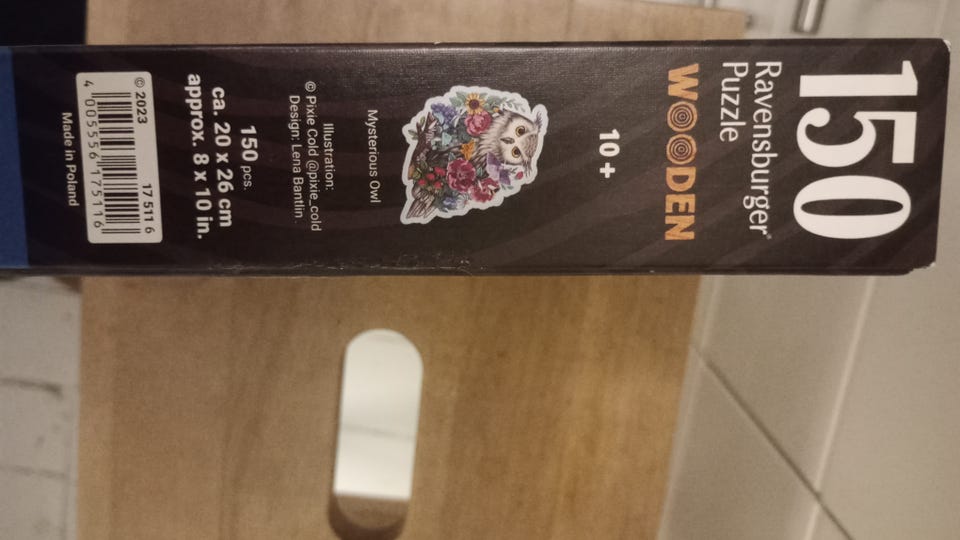 150
Ravensburger®
Puzzle
WOODEN
10+
Mysterious Owl
Illustration:
© Pixie Cold @pixie_cold
Design: Lena Bantlin
150 pcs.
ca. 20 x 26 cm
approx. 8 x 10 in.
© 2023 17 511 6
4 005556 175116
Made in Poland